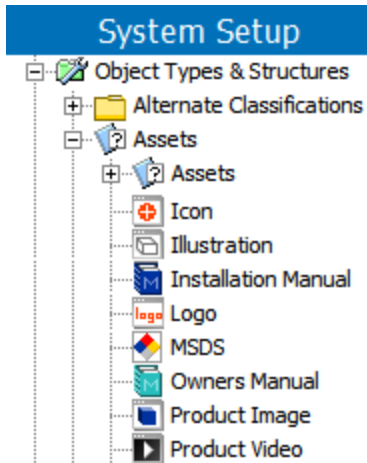 System Setup
Object Types & Structures
Alternate Classifications
Assets
Assets
Icon
Illustration
M Installation Manual
logo Logo
MSDS
M Owners Manual
Product Image
Product Video